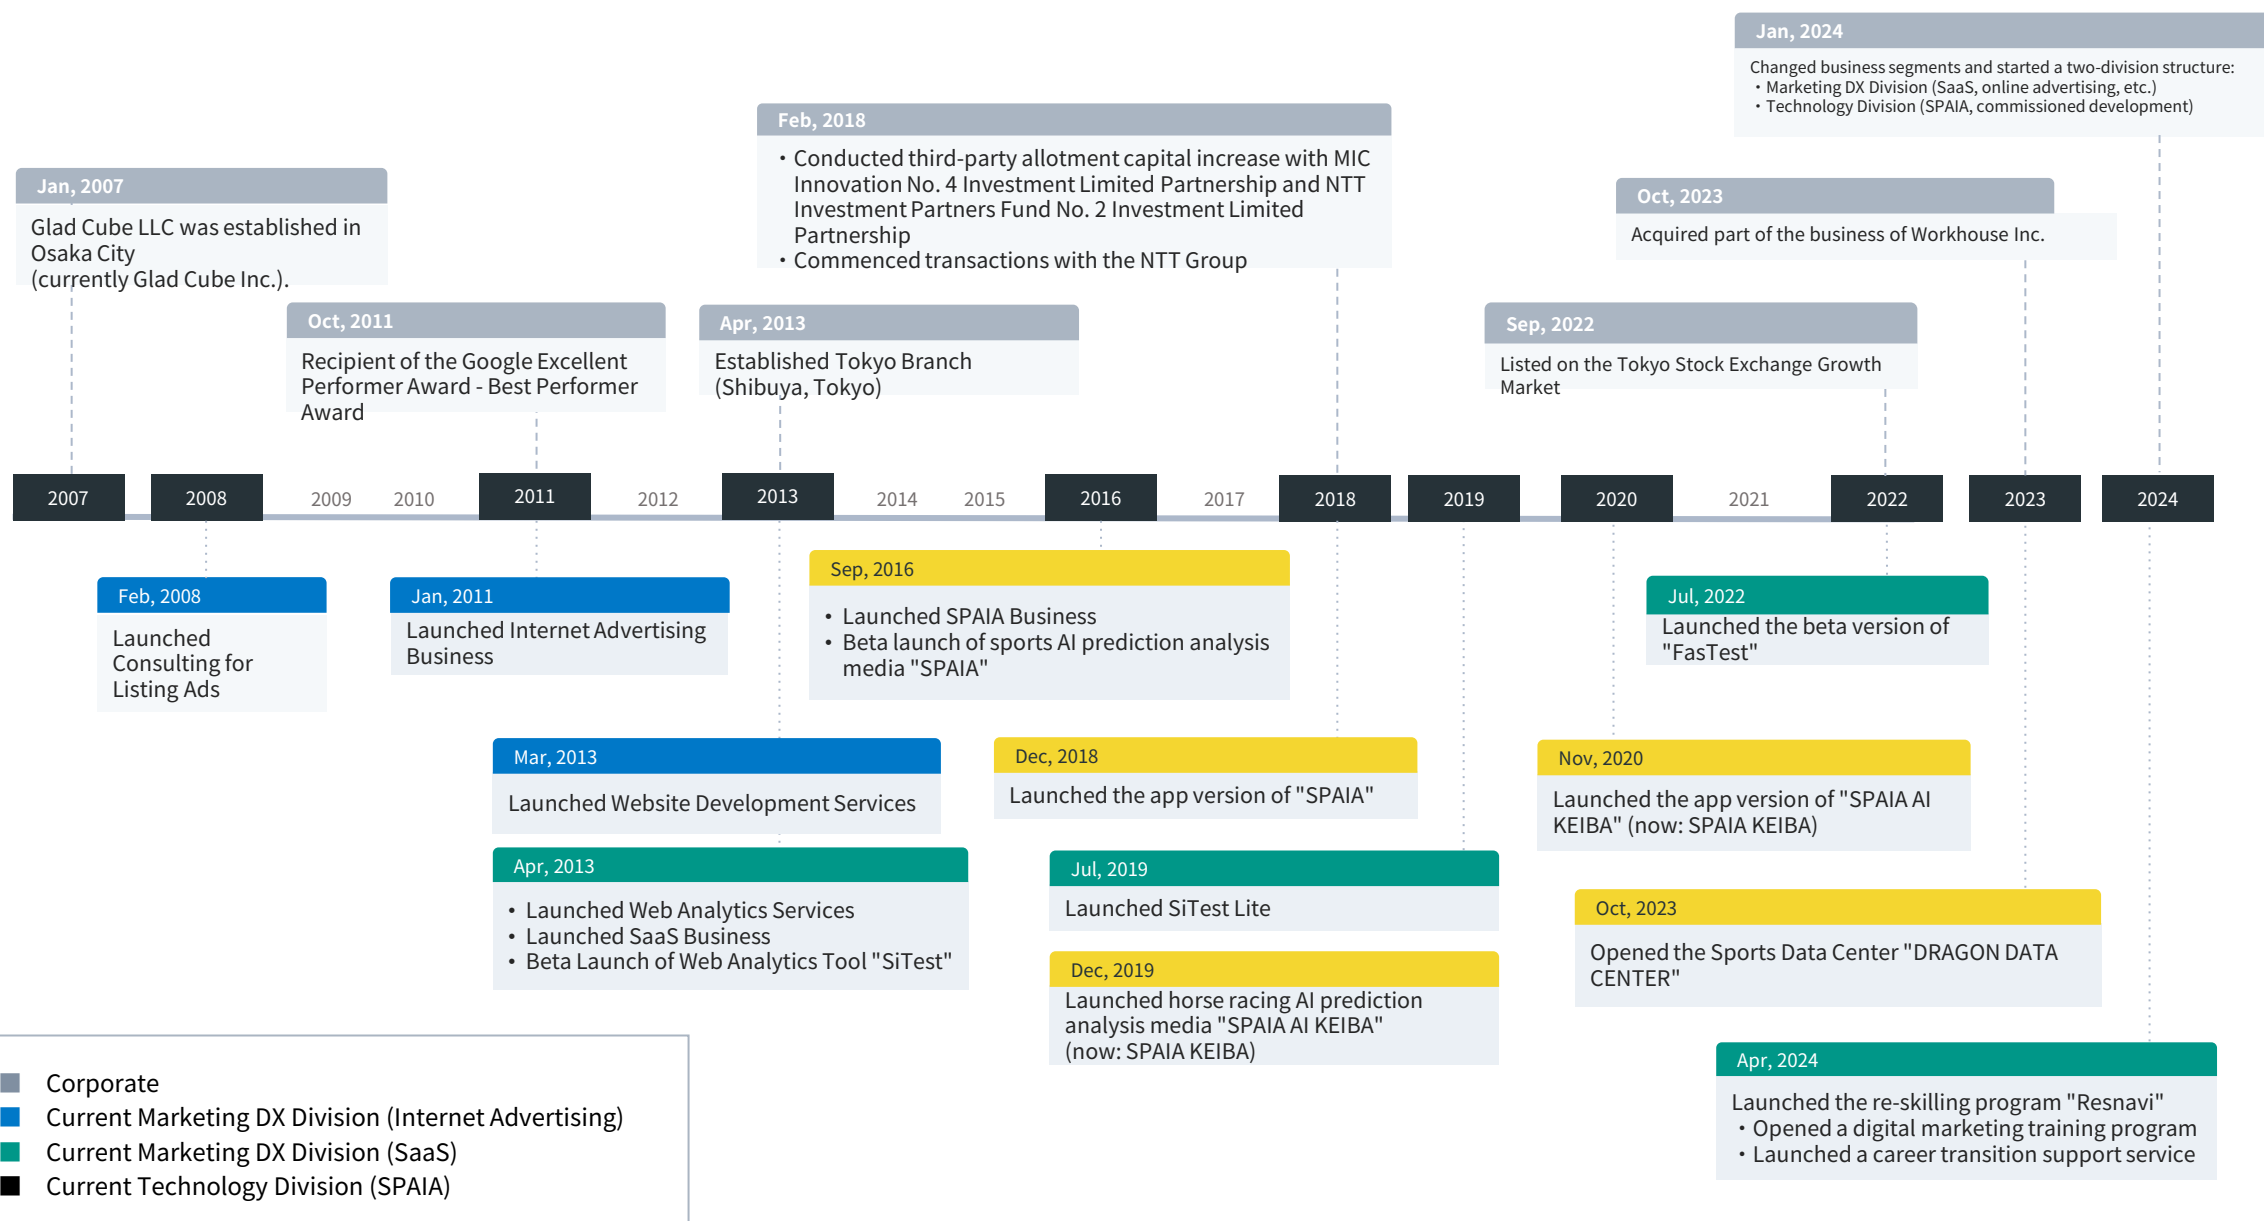 Jan, 2024
Changed business segments and started a two-division structure:
・Marketing DX Division (SaaS, online advertising, etc.)
・Technology Division (SPAIA, commissioned development)
Feb, 2018
・Conducted third-party allotment capital increase with MIC
Innovation No. 4 Investment Limited Partnership and NTT
Investment Partners Fund No. 2 Investment Limited
Partnership
・Commenced transactions with the NTT Group
Jan, 2007
Glad Cube LLC was established in
Osaka City
(currently Glad Cube Inc.).
Oct, 2023
Acquired part of the business of Workhouse Inc.
Oct, 2011
Recipient of the Google Excellent
Performer Award - Best Performer
Award
Apr, 2013
Established Tokyo Branch
(Shibuya, Tokyo)
Sep, 2022
Listed on the Tokyo Stock Exchange Growth
Market
2007 2008 2009 2010 2011 2012 2013 2014 2015 2016 2017 2018 2019 2020 2021 2022 2023 2024
Feb, 2008
Launched
Consulting for
Listing Ads
Jan, 2011
Launched Internet Advertising
Business
Sep, 2016
• Launched SPAIA Business
• Beta launch of sports AI prediction analysis
media "SPAIA"
Jul, 2022
Launched the beta version of
"FasTest"
Mar, 2013
Launched Website Development Services
Dec, 2018
Launched the app version of "SPAIA"
Nov, 2020
Launched the app version of "SPAIA AI
KEIBA" (now: SPAIA KEIBA)
Apr, 2013
• Launched Web Analytics Services
• Launched SaaS Business
• Beta Launch of Web Analytics Tool "SiTest"
Jul, 2019
Launched SiTest Lite
Oct, 2023
Opened the Sports Data Center "DRAGON DATA
CENTER"
Dec, 2019
Launched horse racing AI prediction
analysis media "SPAIA AI KEIBA"
(now: SPAIA KEIBA)
Apr, 2024
Launched the re-skilling program "Resnavi"
・Opened a digital marketing training program
・Launched a career transition support service
Corporate
Current Marketing DX Division (Internet Advertising)
Current Marketing DX Division (SaaS)
Current Technology Division (SPAIA)